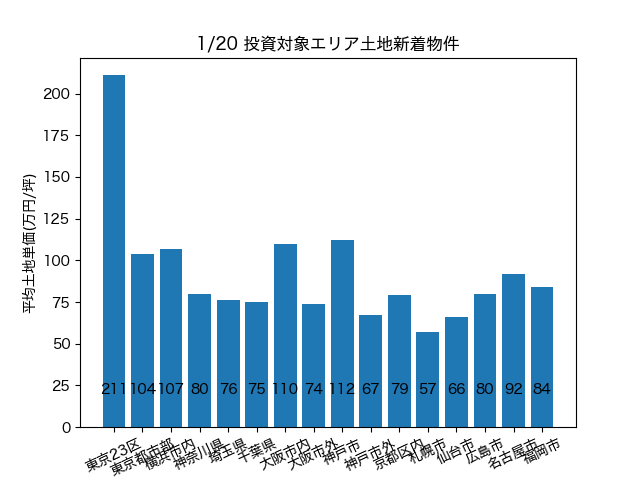 1/20 投資対象エリア土地新着物件
平均土地単価(万円/坪)
200
175
150
125
100
75
50
25
0
211 104 107 80 76 75 110 74 112 67 79 57 66 80 92 84
東京23区 東京都市部 横浜市内 神奈川県 埼玉県 千葉県 大阪市内 大阪市外 神戸市 神戸市外 京都区内 札幌市 仙台市 広島市 名古屋市 福岡市